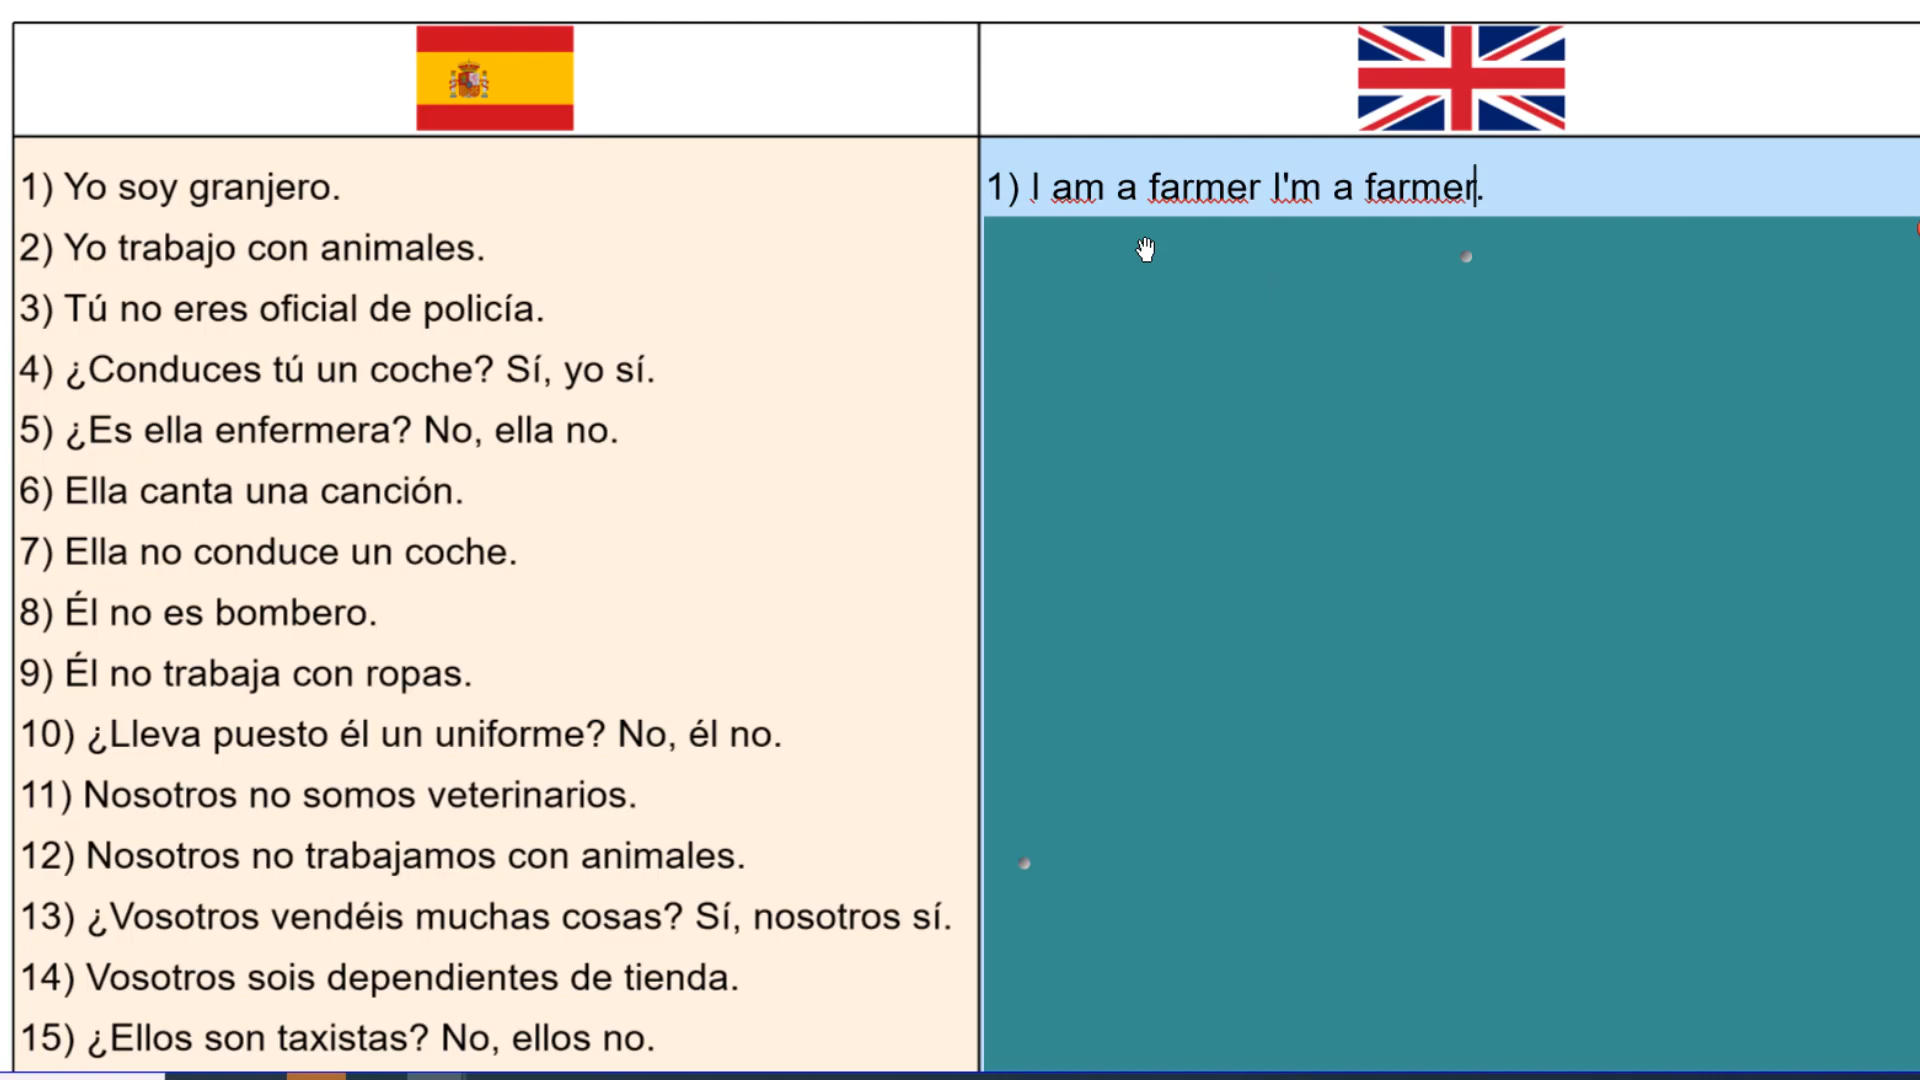 1) Yo soy granjero.
2) Yo trabajo con animales.
3) Tú no eres oficial de policía.
4) ¿Conduces tú un coche? Sí, yo sí.
5) ¿Es ella enfermera? No, ella no.
6) Ella canta una canción.
7) Ella no conduce un coche.
8) Él no es bombero.
9) Él no trabaja con ropas.
10) ¿Lleva puesto él un uniforme? No, él no.
11) Nosotros no somos veterinarios.
12) Nosotros no trabajamos con animales.
13) ¿Vosotros vendéis muchas cosas? Sí, nosotros sí.
14) Vosotros sois dependientes de tienda.
15) ¿Ellos son taxistas? No, ellos no.
1) I am a farmer I'm a farmer.